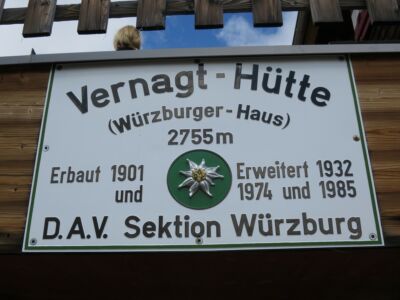 Vernagt-Hütte
(Würzburger-Haus)
2755m
Erbaut 1901 Erweitert 1932
und 1974 und 1985
D.A.V. Sektion Würzburg